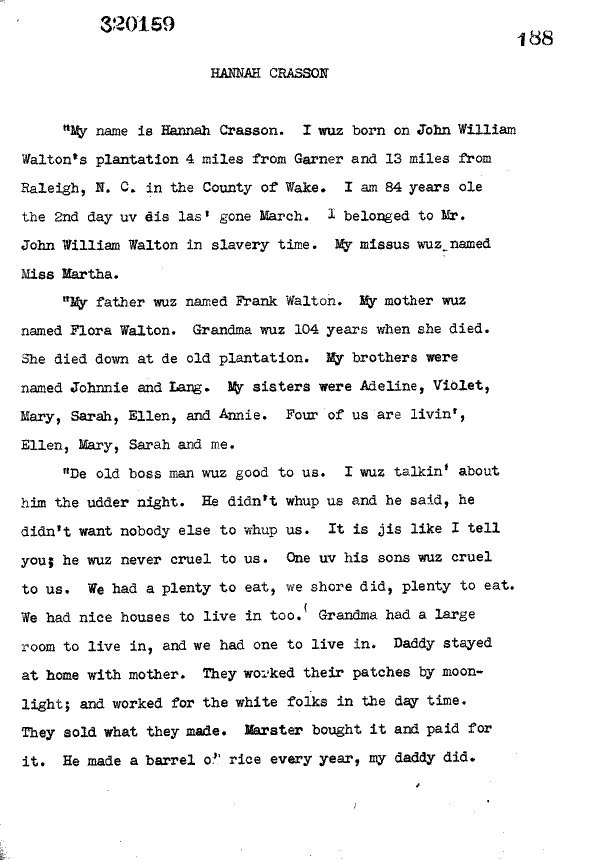 320159
188
HANNAH CRASSON
"My name is Hannah Crasson. I wuz born on John William
Walton's plantation 4 miles from Garner and 13 miles from
Raleigh, N. C. in the County of Wake. I am 84 years ole
the 2nd day uv dis las' gone March. I belonged to Mr.
John William Walton in slavery time. My missus wuz named
Miss Martha.
"My father wuz named Frank Walton. My mother wuz
named Flora Walton. Grandma wuz 104 years when she died.
She died down at de old plantation. My brothers were
named Johnnie and Lang. My sisters were Adeline, Violet,
Mary, Sarah, Ellen, and Annie. Four of us are livin',
Ellen, Mary, Sarah and me.
"De old boss man wuz good to us. I wuz talkin' about
him the udder night. He didn't whup us and he said, he
didn't want nobody else to whup us. It is jis like I tell
you; he wuz never cruel to us. One uv his sons wuz cruel
to us. We had a plenty to eat, we shore did, plenty to eat.
We had nice houses to live in too. Grandma had a large
room to live in, and we had one to live in. Daddy stayed
at home with mother. They worked their patches by moon-
light; and worked for the white folks in the day time.
They sold what they made. Marster bought it and paid for
it. He made a barrel o' rice every year, my daddy did.